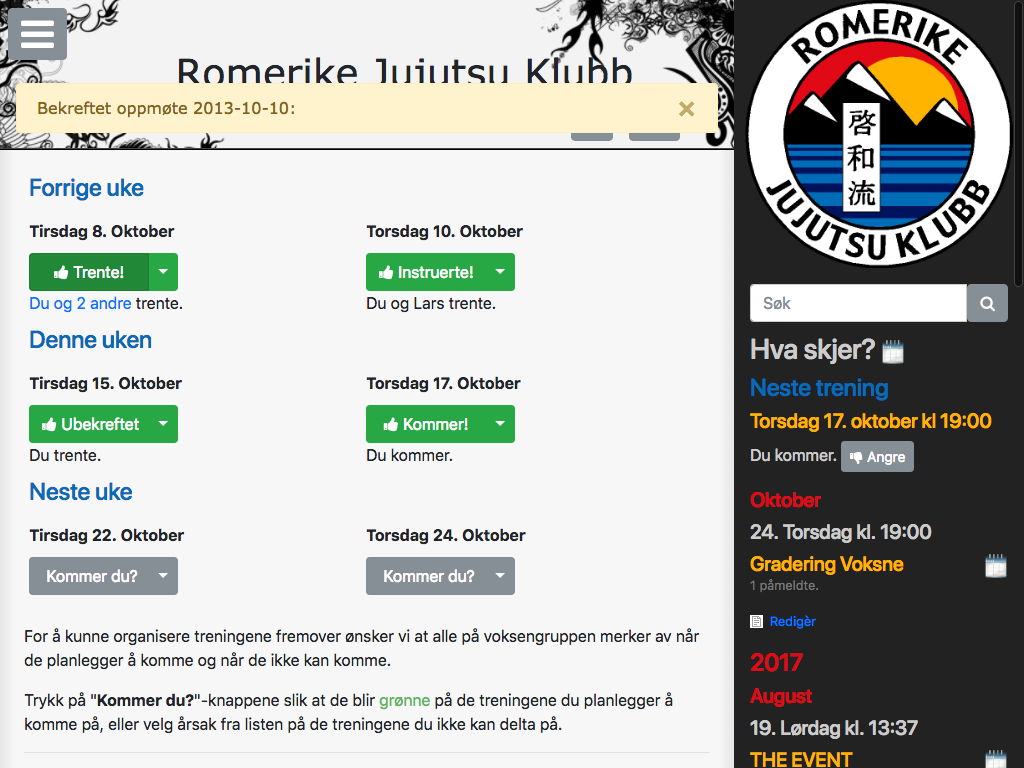 Romerike Jujutsu Klubb
Bekreftet oppmøte 2013-10-10:
×
Forrige uke
Tirsdag 8. Oktober
Trente!
Du og 2 andre trente.
Torsdag 10. Oktober
Instruerte!
Du og Lars trente.
Denne uken
Tirsdag 15. Oktober
Ubekreftet
Du trente.
Torsdag 17. Oktober
Kommer!
Du kommer.
Neste uke
Tirsdag 22. Oktober
Kommer du?
Torsdag 24. Oktober
Kommer du?
For å kunne organisere treningene fremover ønsker vi at alle på voksengruppen merker av når
de planlegger å komme og når de ikke kan komme.
Trykk på "Kommer du?"-knappene slik at de blir grønne på de treningene du planlegger å
komme på, eller velg årsak fra listen på de treningene du ikke kan delta på.
ROMERIKE
啓和流
JUJUTSU KLUBB
Søk
Hva skjer?
Neste trening
Torsdag 17. oktober kl 19:00
Du kommer. Angre
Oktober
24. Torsdag kl. 19:00
Gradering Voksne
1 påmeldte.
Redigèr
2017
August
19. Lørdag kl. 13:37
THE EVENT